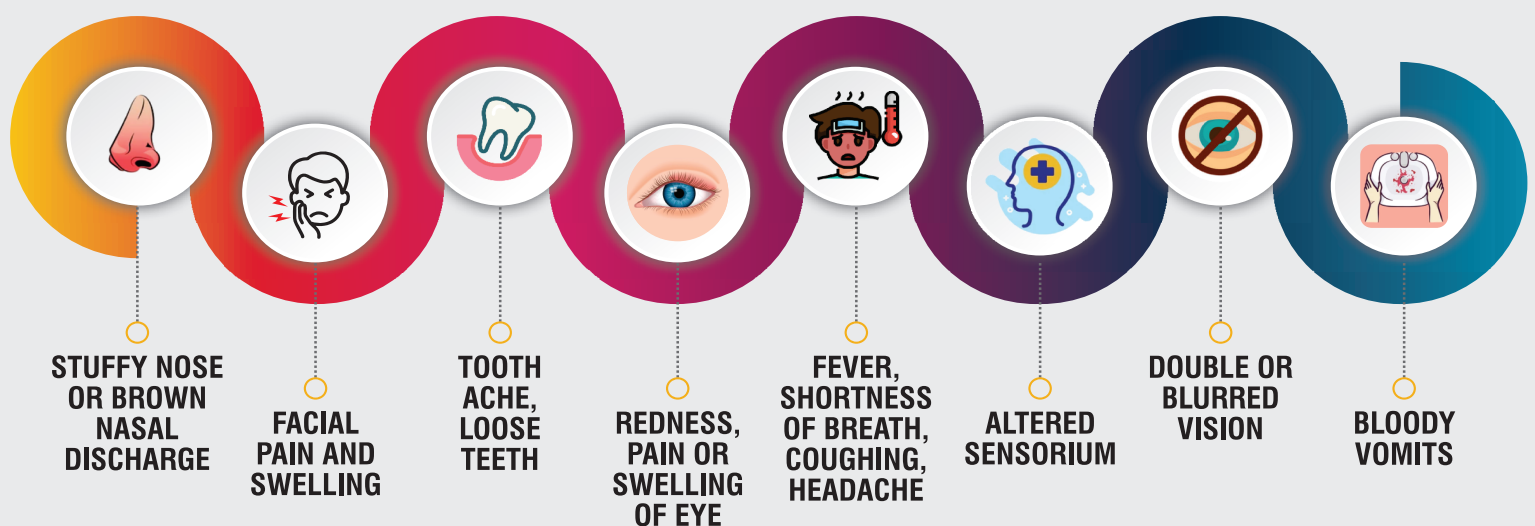 STUFFY NOSE
OR BROWN
NASAL
DISCHARGE
FACIAL
PAIN AND
SWELLING
TOOTH
ACHE,
LOOSE
TEETH
REDNESS,
PAIN OR
SWELLING
OF EYE
FEVER,
SHORTNESS
OF BREATH,
COUGHING,
HEADACHE
ALTERED
SENSORIUM
DOUBLE OR
BLURRED
VISION
BLOODY
VOMITS